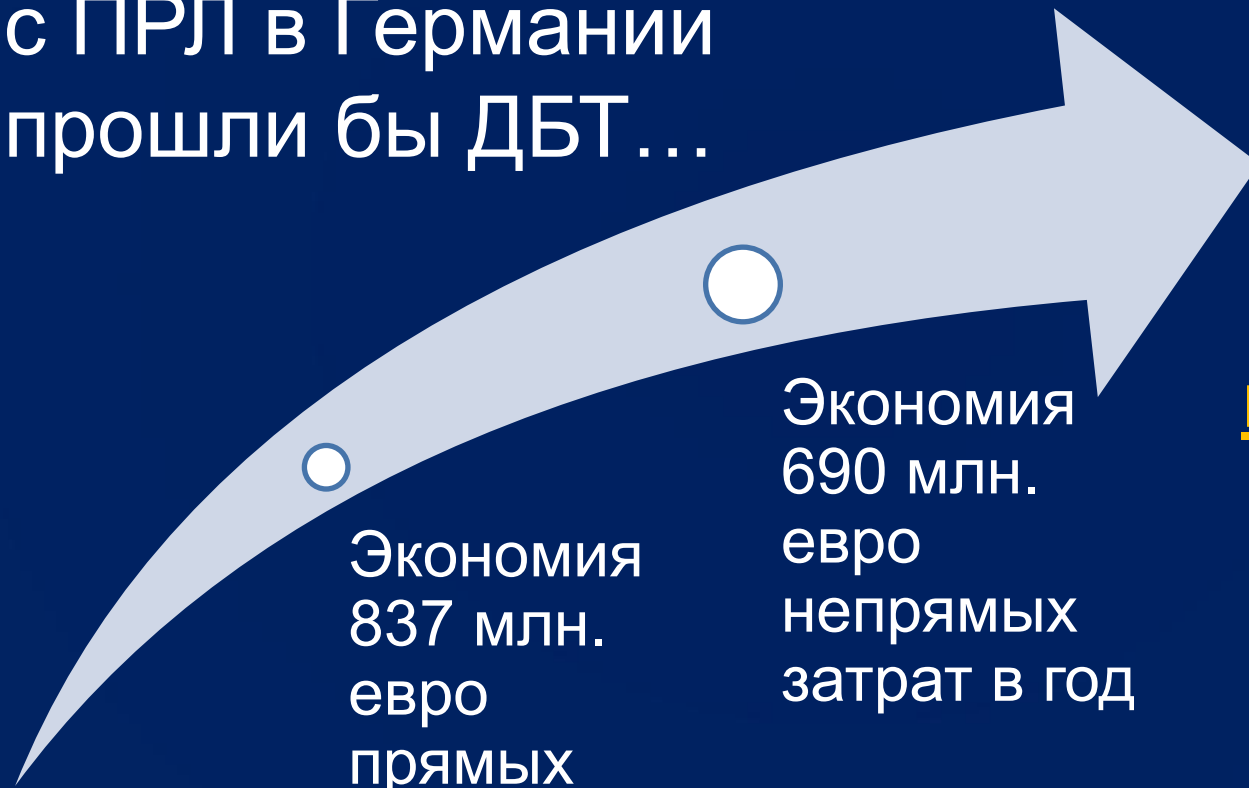 с ПРЛ в Германии
прошли бы ДБТ…
Экономия
837 млн.
евро
прямых
Экономия
690 млн.
евро
непрямых
затрат в год